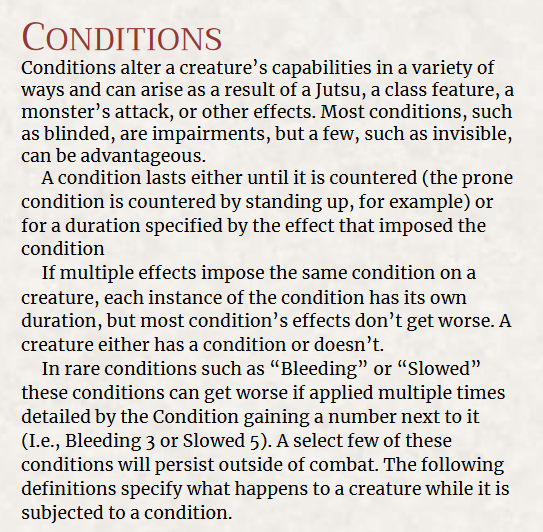 CONDITIONS
Conditions alter a creature’s capabilities in a variety of
ways and can arise as a result of a Jutsu, a class feature, a
monster’s attack, or other effects. Most conditions, such
as blinded, are impairments, but a few, such as invisible,
can be advantageous.
A condition lasts either until it is countered (the prone
condition is countered by standing up, for example) or
for a duration specified by the effect that imposed the
condition
If multiple effects impose the same condition on a
creature, each instance of the condition has its own
duration, but most condition’s effects don’t get worse. A
creature either has a condition or doesn’t.
In rare conditions such as “Bleeding” or “Slowed”
these conditions can get worse if applied multiple times
detailed by the Condition gaining a number next to it
(I.e., Bleeding 3 or Slowed 5). A select few of these
conditions will persist outside of combat. The following
definitions specify what happens to a creature while it is
subjected to a condition.